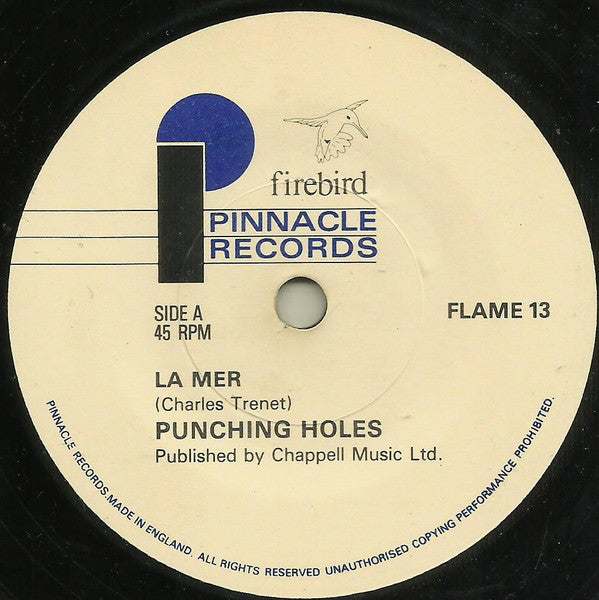 firebird
PINNACLE
RECORDS
SIDE A
45 RPM
FLAME 13
LA MER
(Charles Trenet)
PUNCHING HOLES
Published by Chappell Music Ltd.
PINNACLE RECORDS. MADE IN ENGLAND. ALL RIGHTS RESERVED UNAUTHORISED COPYING PERFORMANCE PROHIBITED.